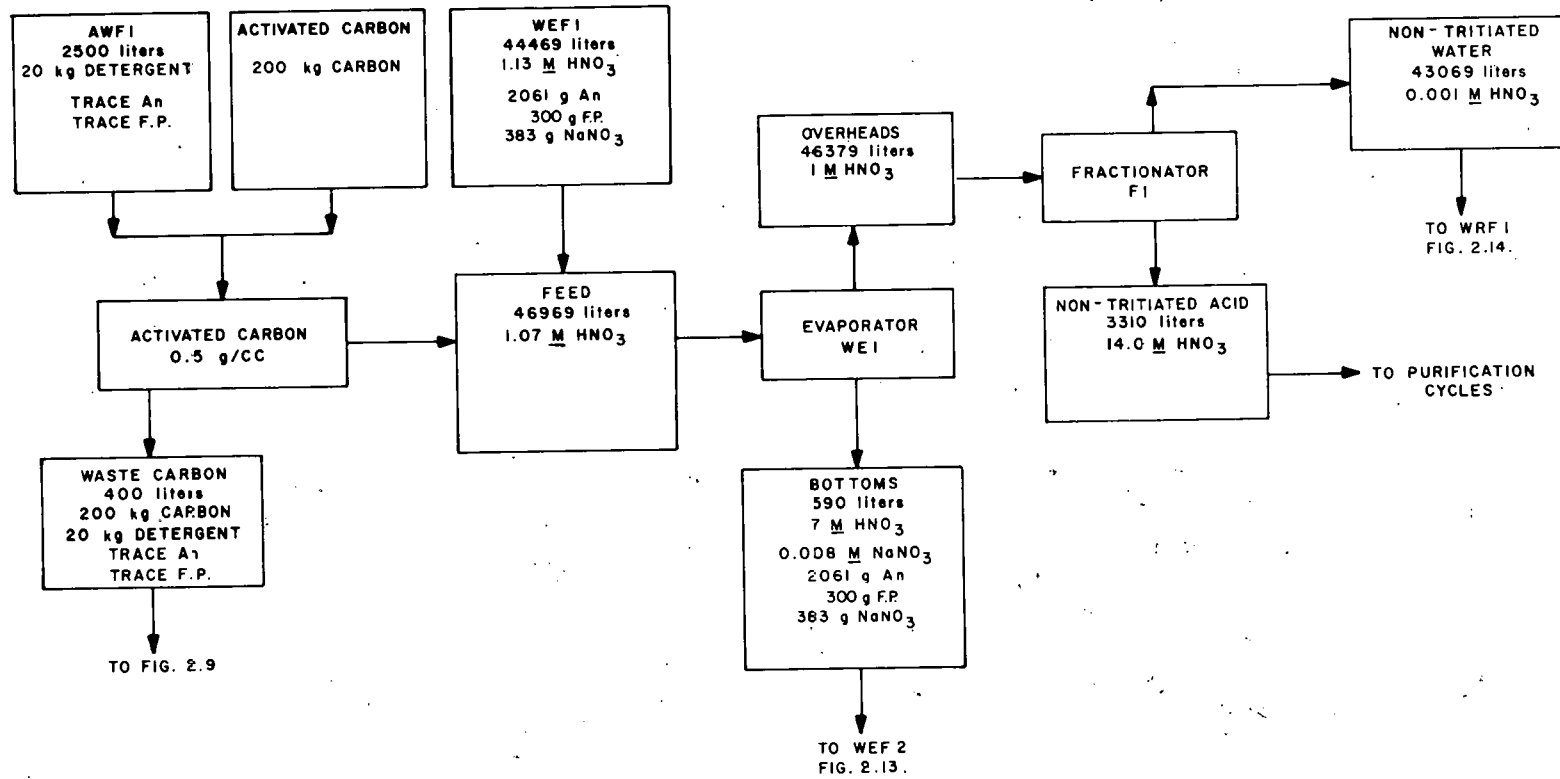 AWF1
2500 liters
20 kg DETERGENT
TRACE An
TRACE F.P.
ACTIVATED CARBON
200 kg CARBON
WEF1
44469 liters
1.13 M HNO3
2061 g An
300 g F.P.
383 g NaNO3
OVERHEADS
46379 liters
1 M HNO3
FRACTIONATOR
F1
NON-TRITIATED
WATER
43069 liters
0.001 M HNO3
TO WRF1
FIG. 2.14.
ACTIVATED CARBON
0.5 g/CC
FEED
46969 liters
1.07 M HNO3
EVAPORATOR
WE1
NON-TRITIATED ACID
3310 liters
14.0 M HNO3
TO PURIFICATION
CYCLES
WASTE CARBON
400 liters
200 kg CARBON
20 kg DETERGENT
TRACE An
TRACE F.P.
TO FIG. 2.9
BOTTOMS
590 liters
7 M HNO3
0.008 M NaNO3
2061 g An
300 g F.P.
383 g NaNO3
TO WEF 2
FIG. 2.13.